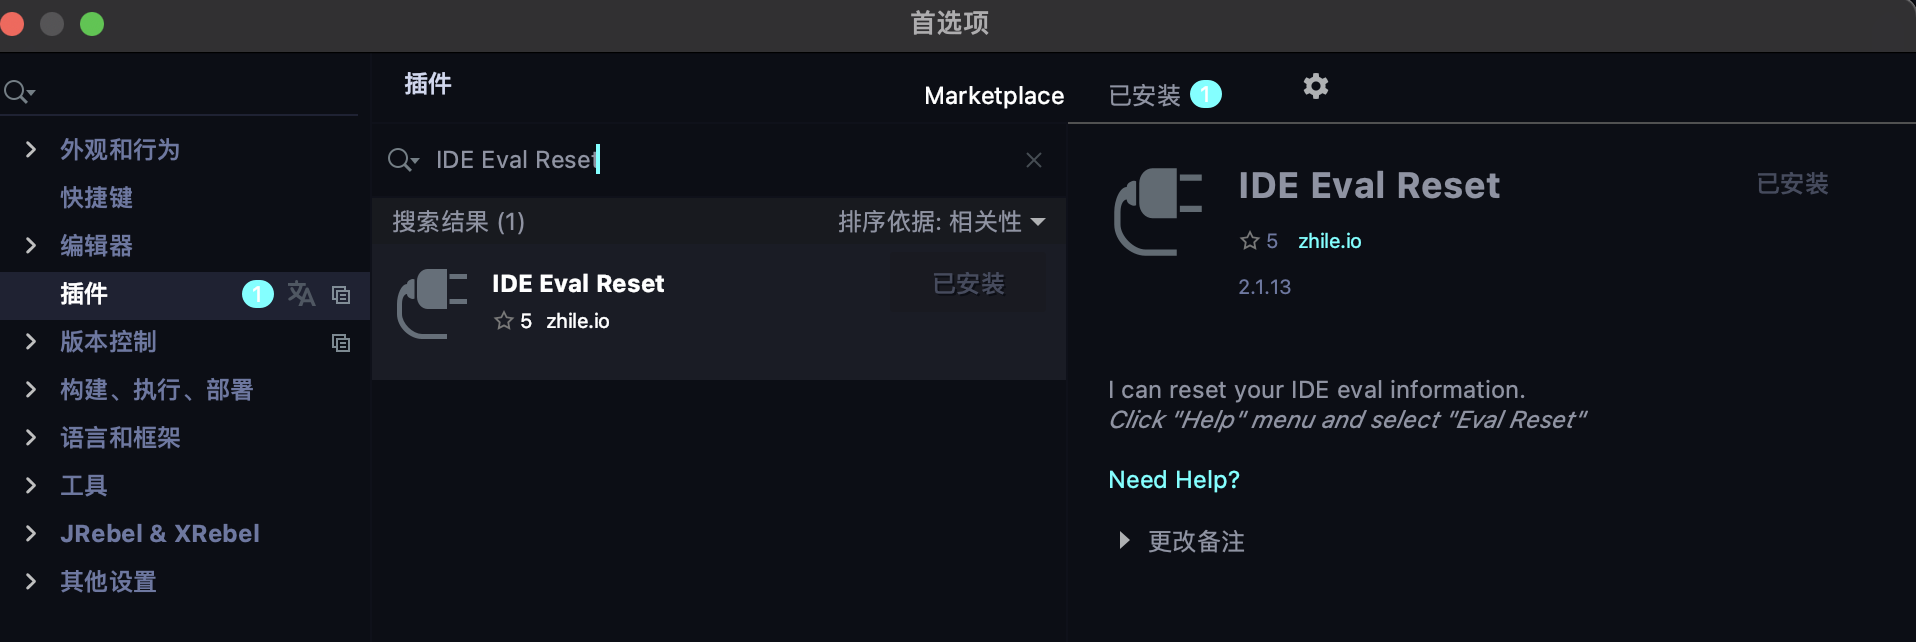 首选项
外观和行为
快捷键
编辑器
插件 1
版本控制
构建、执行、部署
语言和框架
工具
JRebel & XRebel
其他设置
插件
Marketplace
已安装 1
IDE Eval Reset
搜索结果 (1)
排序依据: 相关性
IDE Eval Reset
已安装
5 zhile.io
IDE Eval Reset
已安装
5 zhile.io
2.1.13
I can reset your IDE eval information.
Click "Help" menu and select "Eval Reset"
Need Help?
更改备注